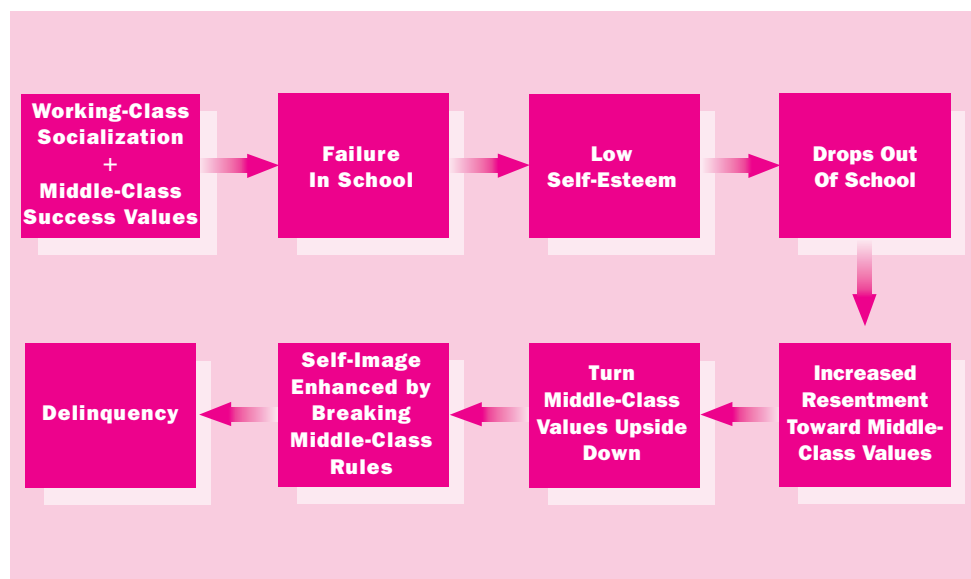 Working-Class
Socialization
+
Middle-Class
Success Values
Failure
In School
Low
Self-Esteem
Drops Out
Of School
Increased
Resentment
Toward Middle-
Class Values
Turn
Middle-Class
Values Upside
Down
Self-Image
Enhanced by
Breaking
Middle-Class
Rules
Delinquency